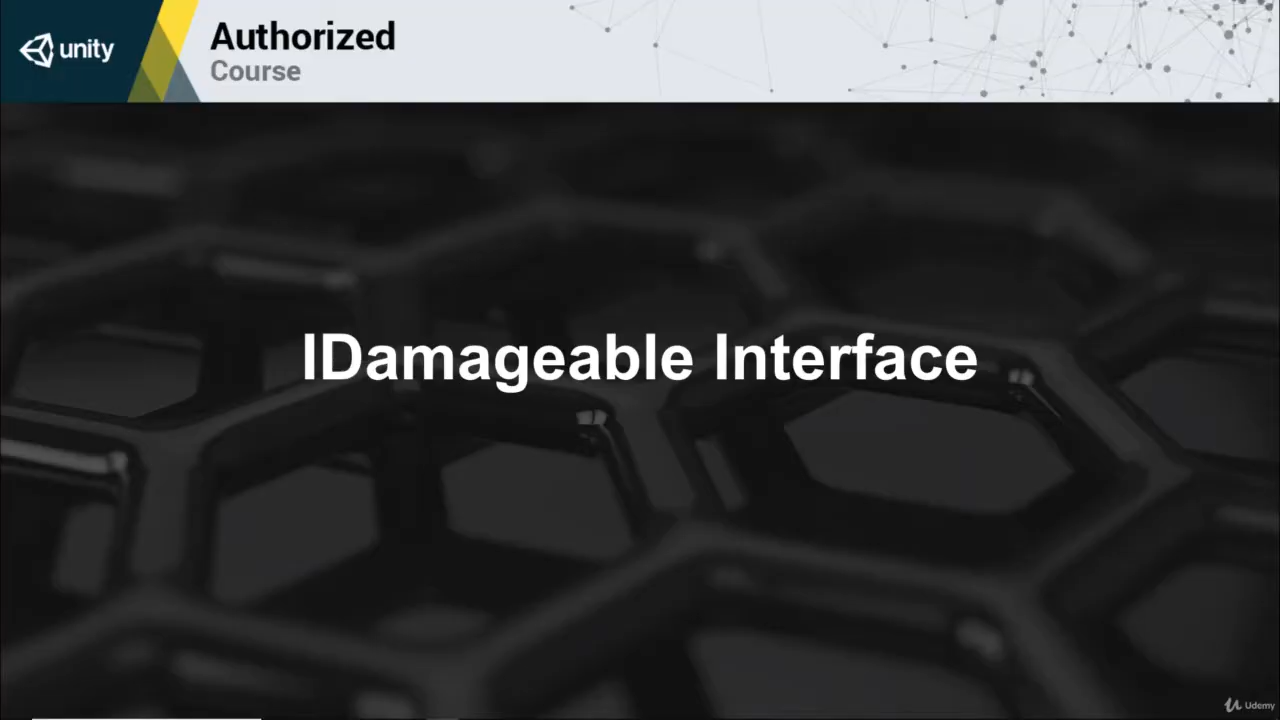 unity
Authorized
Course
IDamageable Interface
Udemy